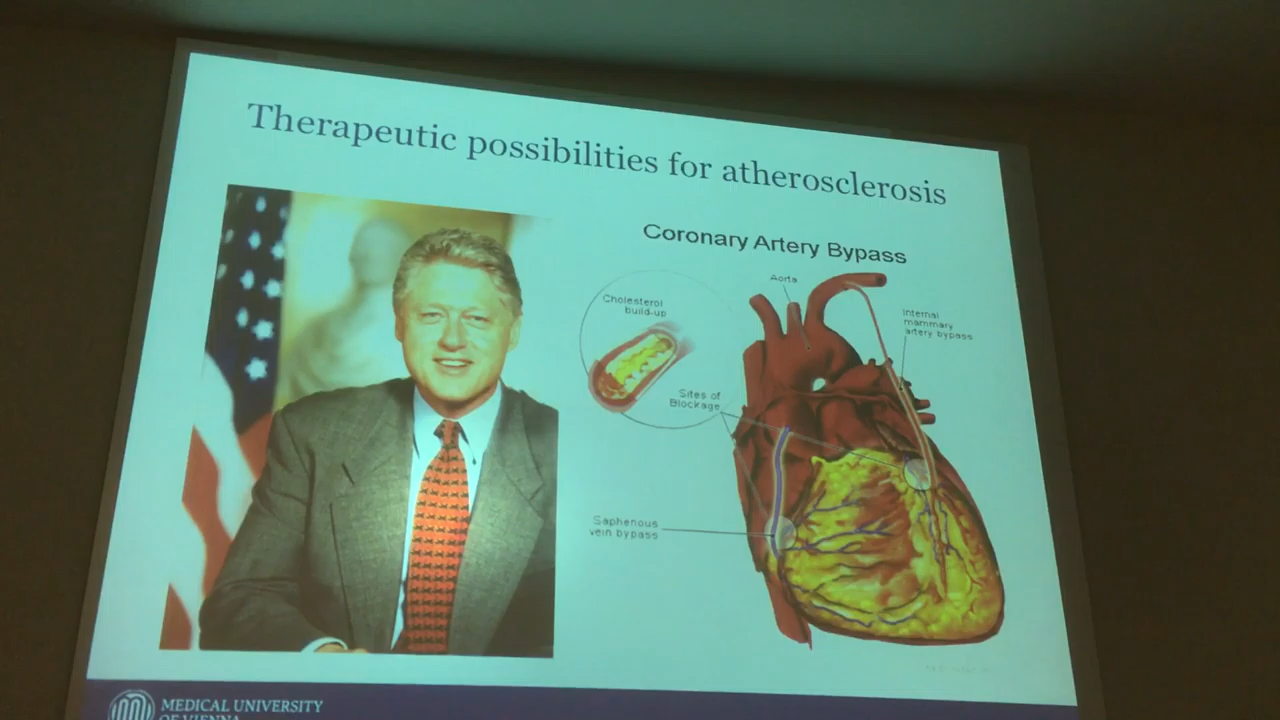 Therapeutic possibilities for atherosclerosis
Coronary Artery Bypass
Aorta
Cholesterol
build-up
Internal
mammary
artery bypass
Sites of
Blockage
Saphenous
vein bypass
MEDICAL UNIVERSITY
OF VIENNA